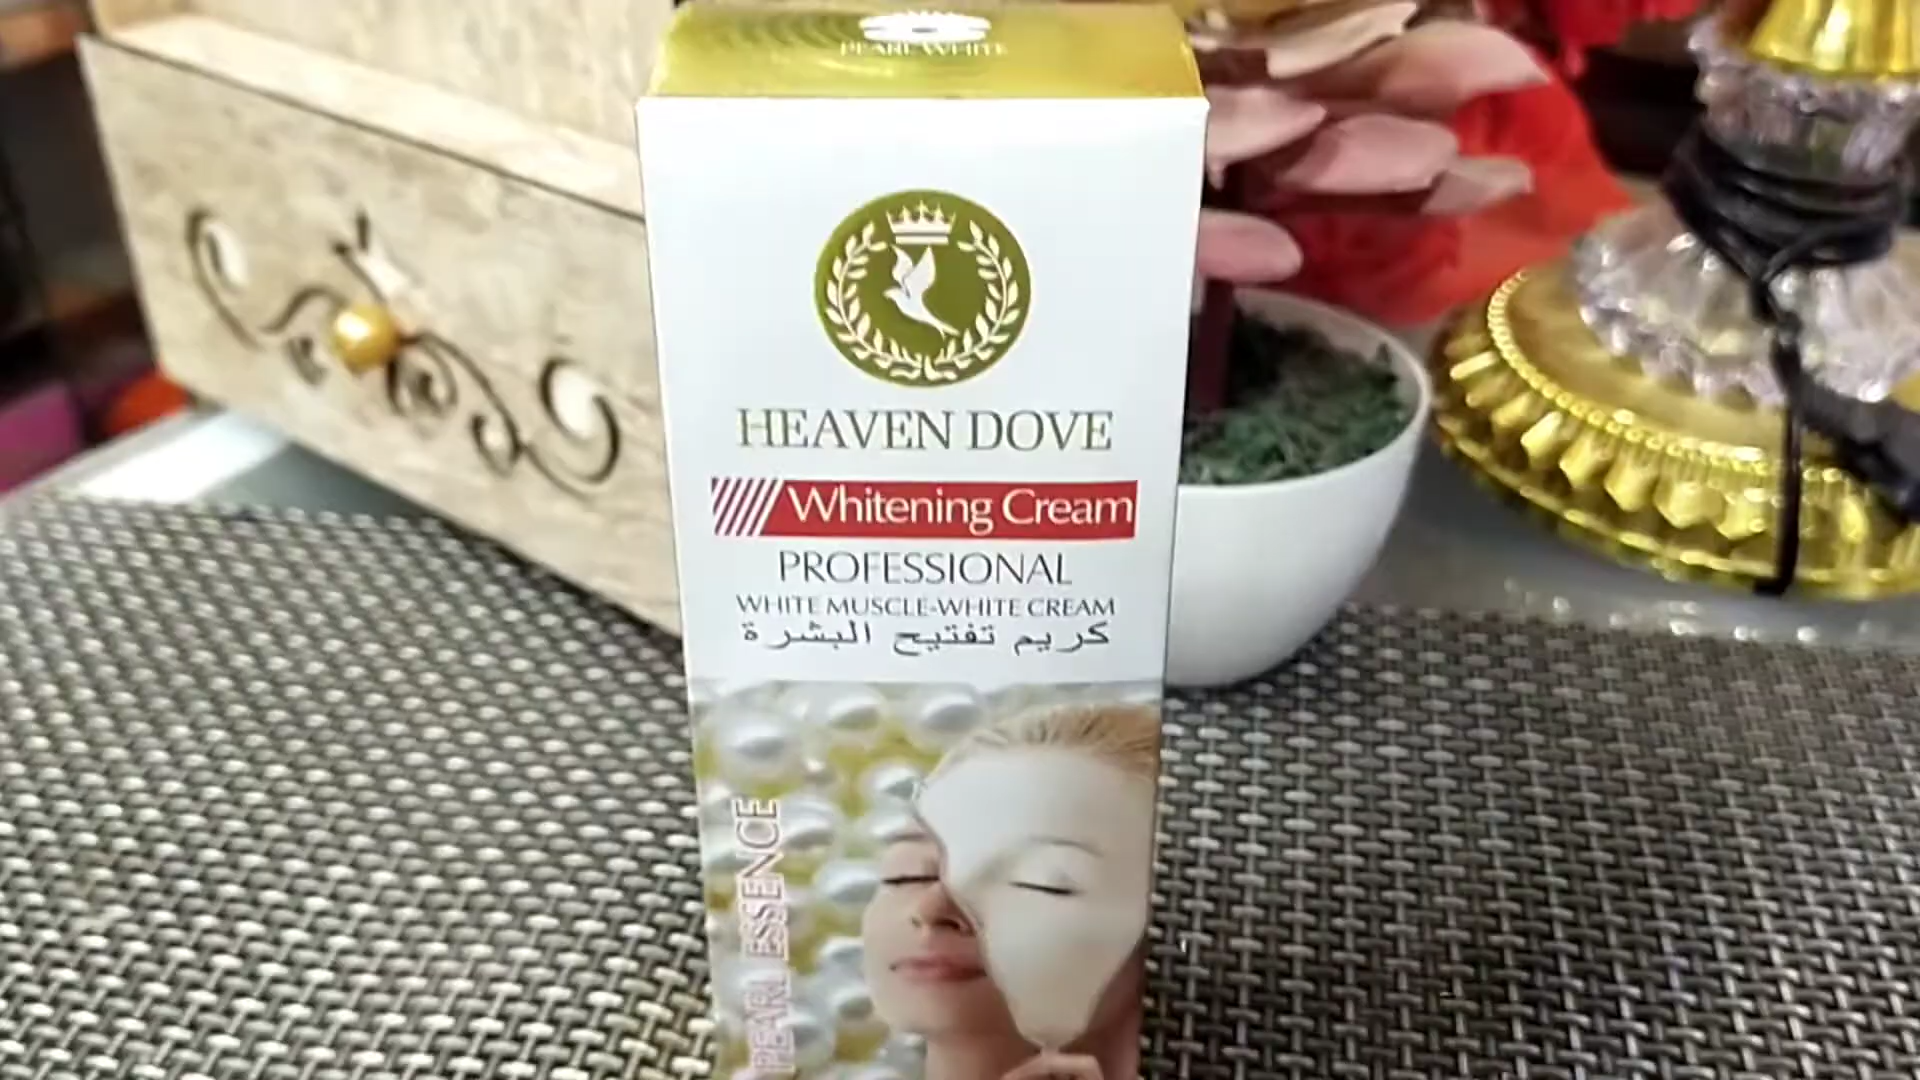 PEARL WHITE
HEAVEN DOVE
Whitening Cream
PROFESSIONAL
WHITE MUSCLE-WHITE CREAM
كريم تفتيح البشرة
PEARL ESSENCE